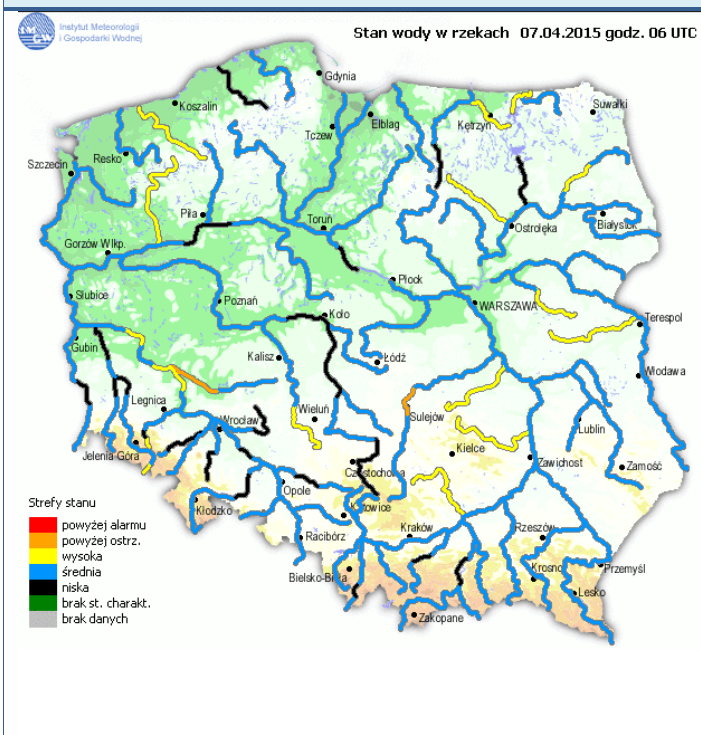 Instytut Meteorologii
i Gospodarki Wodnej
Stan wody w rzekach 07.04.2015 godz. 06 UTC
Gdynia
Koszalin
Suwałki
Tczew
Elbląg
Kętrzyn
Resko
Szczecin
Piła
Toruń
Ostrołęka
Białystok
Gorzów Wlkp.
Płock
Słubice
Poznań
Koło
WARSZAWA
Terespol
Gubin
Kalisz
Łódź
Włodawa
Legnica
Wrocław
Wieluń
Sulejów
Lublin
Jelenia Góra
Kielce
Zawichost
Zamość
Częstochowa
Opole
Kłodzko
Katowice
Racibórz
Kraków
Rzeszów
Bielsko-Biała
Krosno
Przemyśl
Lesko
Zakopane
Strefy stanu
powyżej alarmu
powyżej ostrz.
wysoka
średnia
niska
brak st. charakt.
brak danych